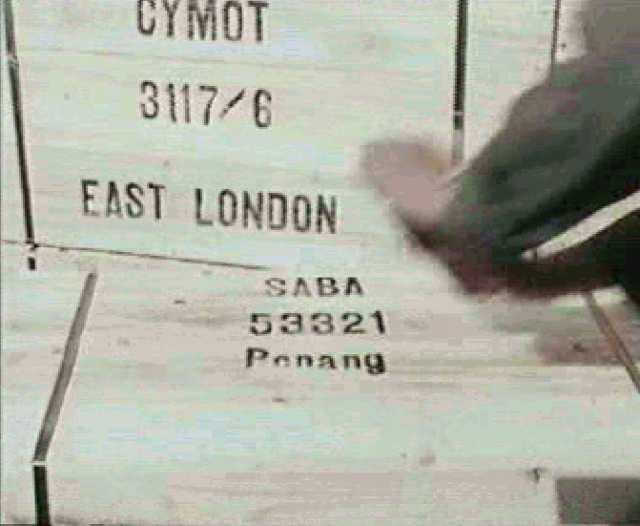 CYMOT
3117/6
EAST LONDON
SABA
53321
Penang